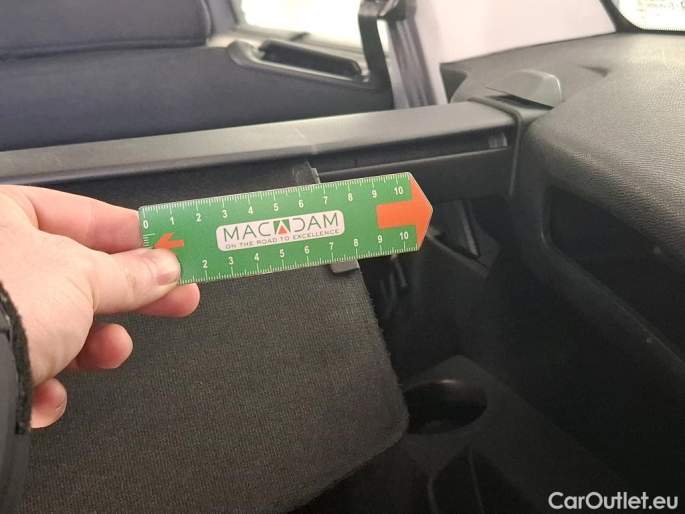 0 1 2 3 4 5 6 7 8 9 10
MACADAM
ON THE ROAD TO EXCELLENCE
2 3 4 5 6 7 8 9 10
CarOutlet.eu